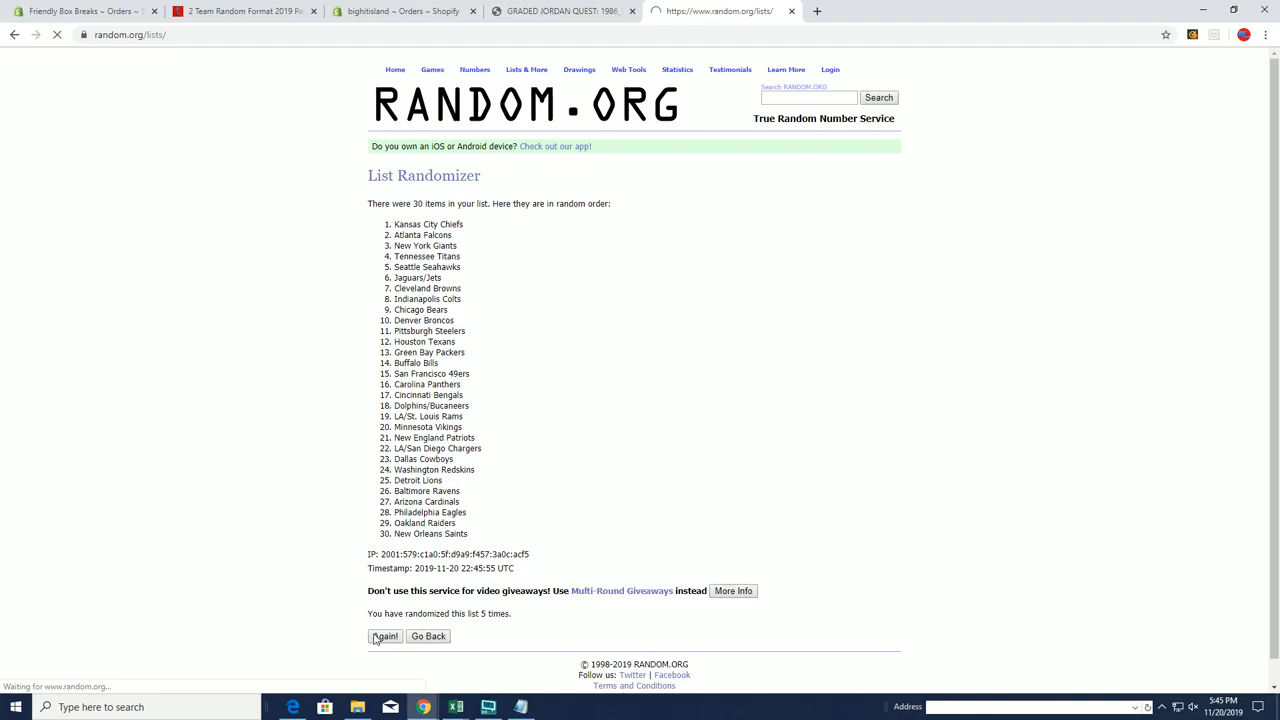 Friendly Box Breaks ~ Orders ~ S
2 Team Random Format 2019 Pa
bighitisland ~ Orders ~ Shopify
GRADED JORDAN QUEST: 1986,
https://www.random.org/lists/
random.org/lists/
Home Games Numbers Lists & More Drawings Web Tools Statistics Testimonials Learn More Login
RANDOM.ORG
Search RANDOM.ORG
Search
True Random Number Service
Do you own an iOS or Android device? Check out our app!
List Randomizer
There were 30 items in your list. Here they are in random order:
1. Kansas City Chiefs
2. Atlanta Falcons
3. New York Giants
4. Tennessee Titans
5. Seattle Seahawks
6. Jaguars/Jets
7. Cleveland Browns
8. Indianapolis Colts
9. Chicago Bears
10. Denver Broncos
11. Pittsburgh Steelers
12. Houston Texans
13. Green Bay Packers
14. Buffalo Bills
15. San Francisco 49ers
16. Carolina Panthers
17. Cincinnati Bengals
18. Dolphins/Bucaneers
19. LA/St. Louis Rams
20. Minnesota Vikings
21. New England Patriots
22. LA/San Diego Chargers
23. Dallas Cowboys
24. Washington Redskins
25. Detroit Lions
26. Baltimore Ravens
27. Arizona Cardinals
28. Philadelphia Eagles
29. Oakland Raiders
30. New Orleans Saints
IP: 2001:579:c1a0:5f:d9a9:f457:3a0c:acf5
Timestamp: 2019-11-20 22:45:55 UTC
Don't use this service for video giveaways! Use Multi-Round Giveaways instead More Info
You have randomized this list 5 times.
Again! Go Back
© 1998-2019 RANDOM.ORG
Follow us: Twitter | Facebook
Terms and Conditions
Waiting for www.random.org...
Type here to search
Address
5:45 PM
11/20/2019